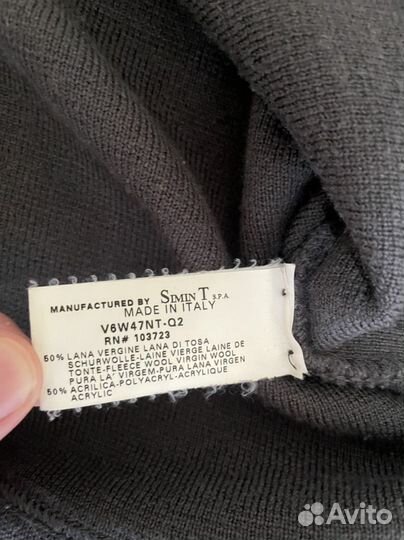 MANUFACTURED BY SIMIN T S.P.A.
MADE IN ITALY
V6W47NT-Q2
RN# 103723
50% LANA VERGINE LANA DI TOSA
SCHURWOLLE-LAINE VIERGE LAINE DE
TONTE-FLEECE WOOL VIRGIN WOOL
PURA LA VIRGEM-PURA LANA VIRGEN
50% ACRILICA-POLYACRYL-ACRYLIQUE
ACRYLIC
Avito